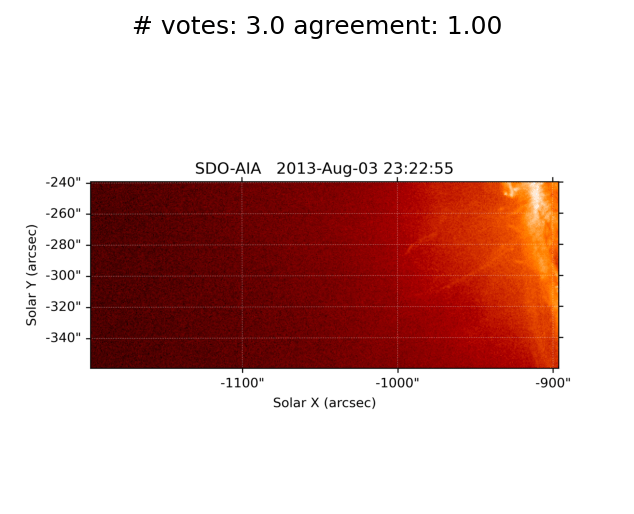 # votes: 3.0 agreement: 1.00
SDO-AIA 2013-Aug-03 23:22:55
-240"
-260"
-280"
-300"
-320"
-340"
Solar Y (arcsec)
-1100"
-1000"
-900"
Solar X (arcsec)